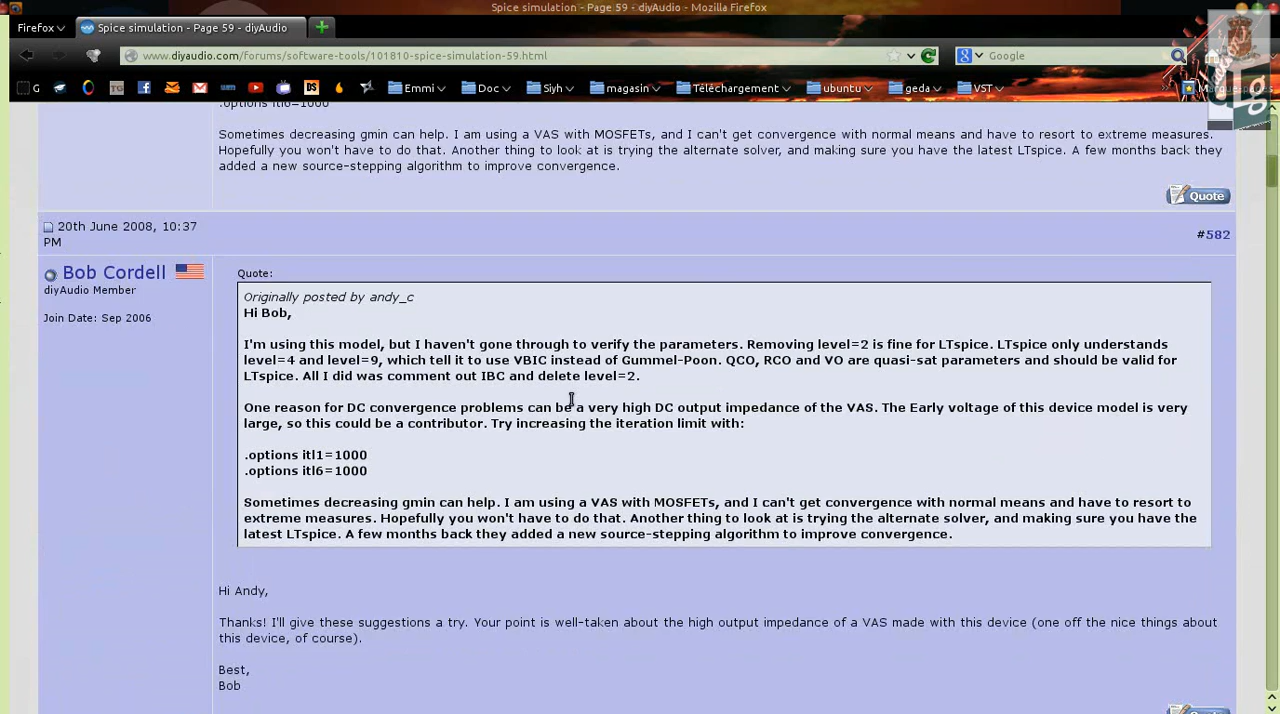 Spice simulation - Page 59 - diyAudio - Mozilla Firefox
Firefox
Spice simulation - Page 59 - diyAudio
www.diyaudio.com/forums/software-tools/101810-spice-simulation-59.html
Google
G
TG
DS
Emmi
Doc
Siyh
magasin
Téléchargement
ubuntu
geda
VST
.options itl6=1000
Sometimes decreasing gmin can help. I am using a VAS with MOSFETs, and I can't get convergence with normal means and have to resort to extreme measures.
Hopefully you won't have to do that. Another thing to look at is trying the alternate solver, and making sure you have the latest LTspice. A few months back they
added a new source-stepping algorithm to improve convergence.
Quote
20th June 2008, 10:37
PM
#582
Bob Cordell
diyAudio Member
Join Date: Sep 2006
Quote:
Originally posted by andy_c
Hi Bob,
I'm using this model, but I haven't gone through to verify the parameters. Removing level=2 is fine for LTspice. LTspice only understands
level=4 and level=9, which tell it to use VBIC instead of Gummel-Poon. QCO, RCO and VO are quasi-sat parameters and should be valid for
LTspice. All I did was comment out IBC and delete level=2.
One reason for DC convergence problems can be a very high DC output impedance of the VAS. The Early voltage of this device model is very
large, so this could be a contributor. Try increasing the iteration limit with:
.options itl1=1000
.options itl6=1000
Sometimes decreasing gmin can help. I am using a VAS with MOSFETs, and I can't get convergence with normal means and have to resort to
extreme measures. Hopefully you won't have to do that. Another thing to look at is trying the alternate solver, and making sure you have the
latest LTspice. A few months back they added a new source-stepping algorithm to improve convergence.
Hi Andy,
Thanks! I'll give these suggestions a try. Your point is well-taken about the high output impedance of a VAS made with this device (one off the nice things about
this device, of course).
Best,
Bob